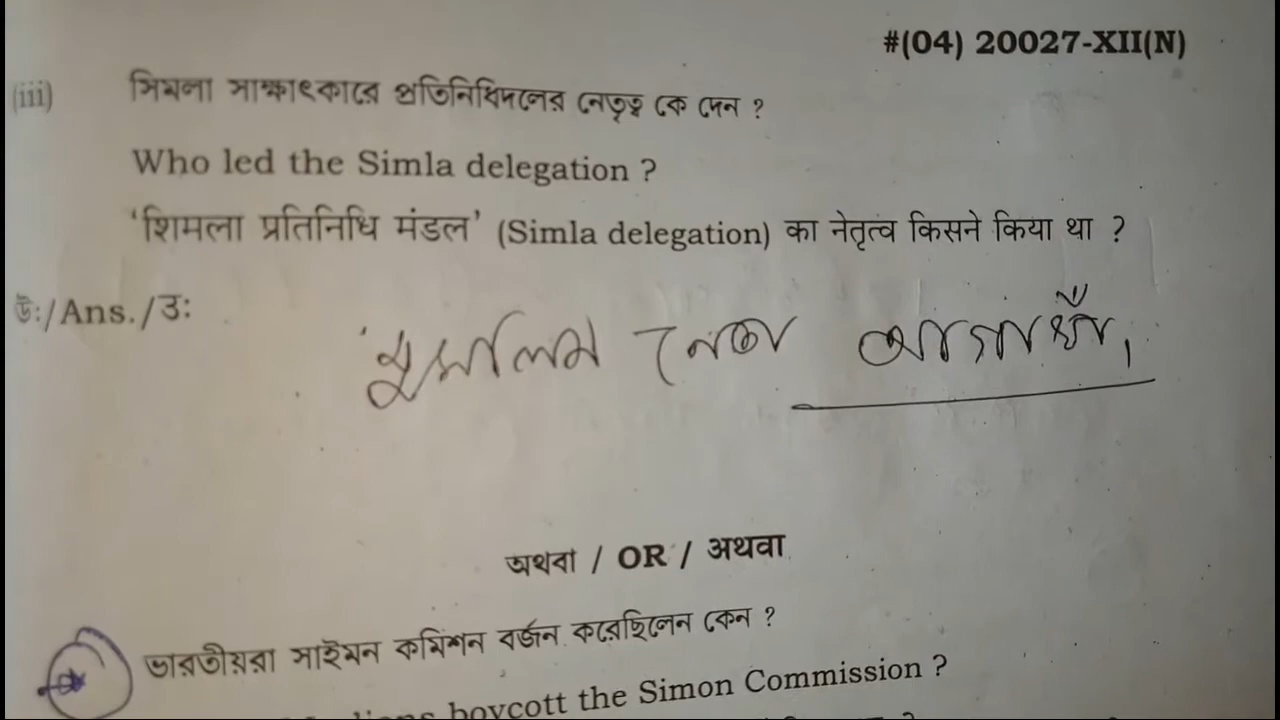 #(04) 20027-XII(N)
(iii) সিমলা সাক্ষাৎকারে প্রতিনিধিদলের নেতৃত্ব কে দেন ?
Who led the Simla delegation ?
‘शिमला प्रतिनिधि मंडल’ (Simla delegation) का नेतृत्व किसने किया था ?
উঃ/Ans./उः
মুসলিম নেতা আগা খাঁ,
অথবা / OR / अथवा
ভারতীয়রা সাইমন কমিশন বর্জন করেছিলেন কেন ?
boycott the Simon Commission ?